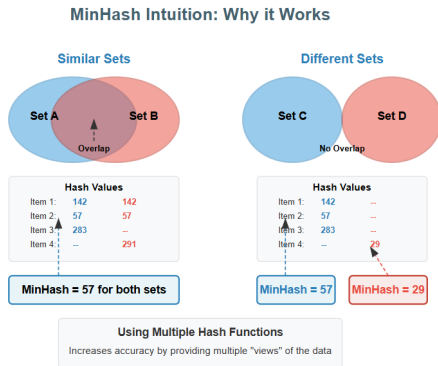 MinHash Intuition: Why it Works
Similar Sets
Set A
Set B
Overlap
Hash Values
Item 1: 142 142
Item 2: 57 57
Item 3: 283 --
Item 4: -- 291
MinHash = 57 for both sets
Different Sets
Set C
Set D
No Overlap
Hash Values
Item 1: 142 --
Item 2: 57 --
Item 3: 283 --
Item 4: -- 29
MinHash = 57
MinHash = 29
Using Multiple Hash Functions
Increases accuracy by providing multiple "views" of the data